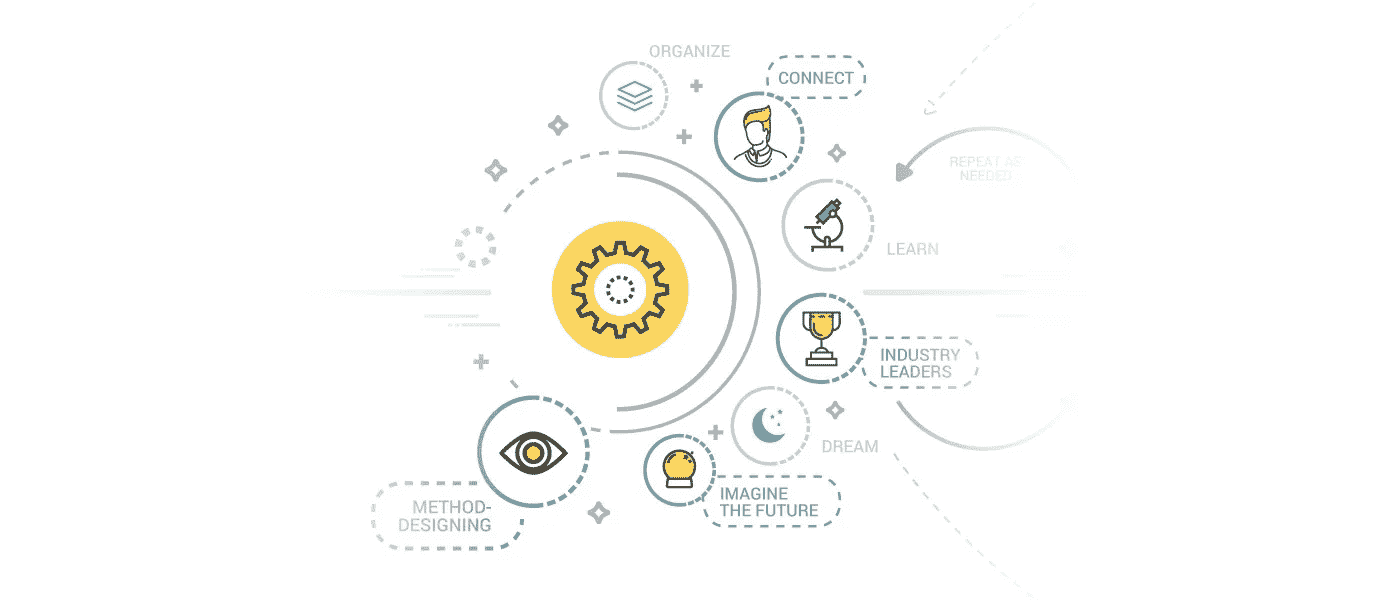 ORGANIZE
CONNECT
REPEAT AS
NEEDED...
LEARN
INDUSTRY
LEADERS
DREAM
IMAGINE
THE FUTURE
METHOD-
DESIGNING